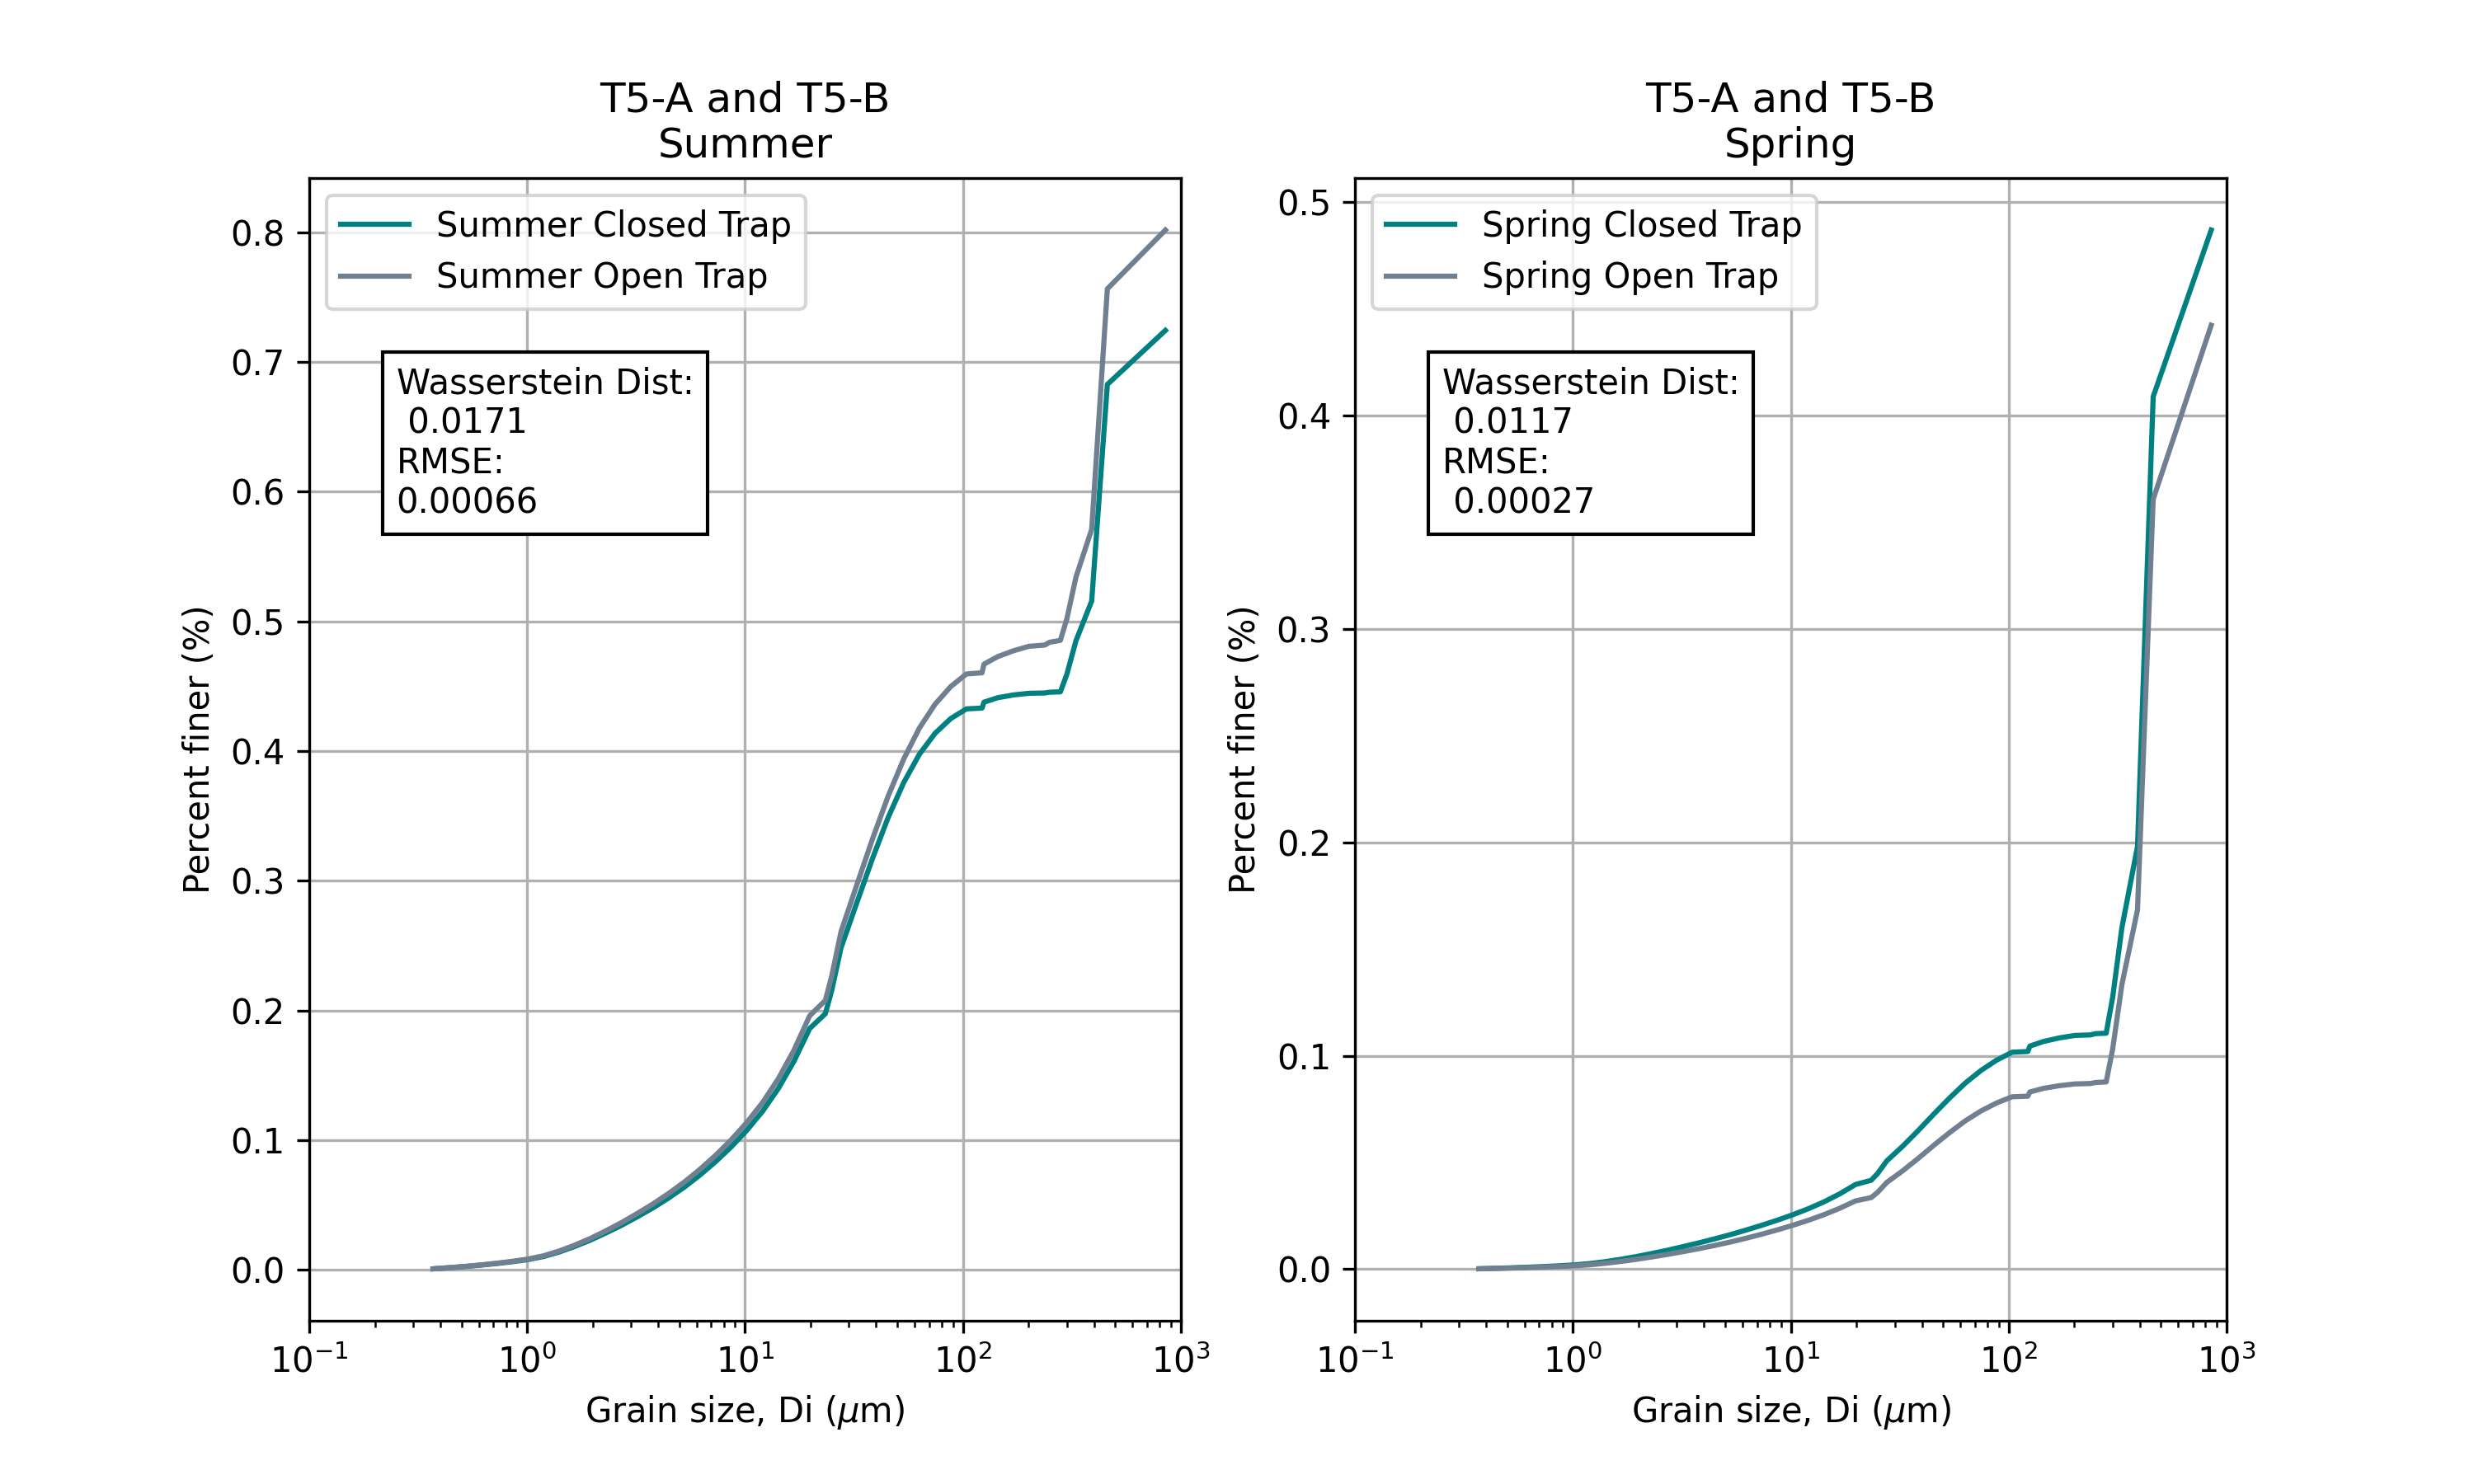 T5-A and T5-B
Summer
Summer Closed Trap
Summer Open Trap
Wasserstein Dist:
0.0171
RMSE:
0.00066
Percent finer (%)
0.8
0.7
0.6
0.5
0.4
0.3
0.2
0.1
0.0
10⁻¹
10⁰
10¹
10²
10³
Grain size, Di (μm)
T5-A and T5-B
Spring
Spring Closed Trap
Spring Open Trap
Wasserstein Dist:
0.0117
RMSE:
0.00027
Percent finer (%)
0.5
0.4
0.3
0.2
0.1
0.0
10⁻¹
10⁰
10¹
10²
10³
Grain size, Di (μm)